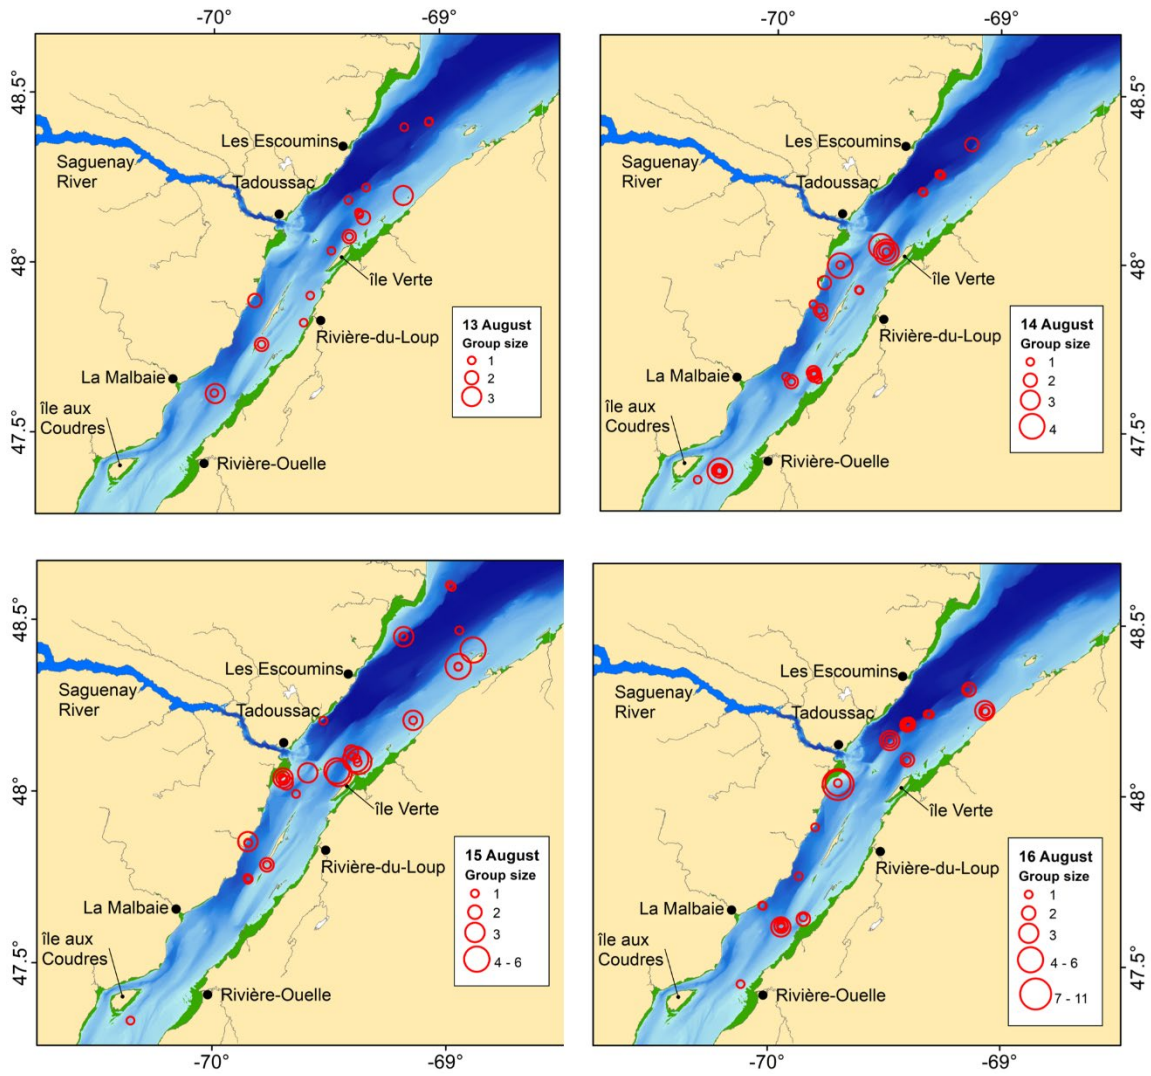 -70°
-69°
48.5°
48°
47.5°
Les Escoumins
Saguenay
River
Tadoussac
île Verte
Rivière-du-Loup
La Malbaie
île aux
Coudres
Rivière-Ouelle
13 August
Group size
1
2
3
-70°
-69°
48.5°
48°
47.5°
Les Escoumins
Saguenay
River
Tadoussac
île Verte
Rivière-du-Loup
La Malbaie
île aux
Coudres
Rivière-Ouelle
14 August
Group size
1
2
3
4
48.5°
48°
47.5°
Les Escoumins
Saguenay
River
Tadoussac
île Verte
Rivière-du-Loup
La Malbaie
île aux
Coudres
Rivière-Ouelle
15 August
Group size
1
2
3
4 - 6
-70°
-69°
48.5°
48°
47.5°
Les Escoumins
Saguenay
River
Tadoussac
île Verte
Rivière-du-Loup
La Malbaie
île aux
Coudres
Rivière-Ouelle
16 August
Group size
1
2
3
4 - 6
7 - 11
-70°
-69°